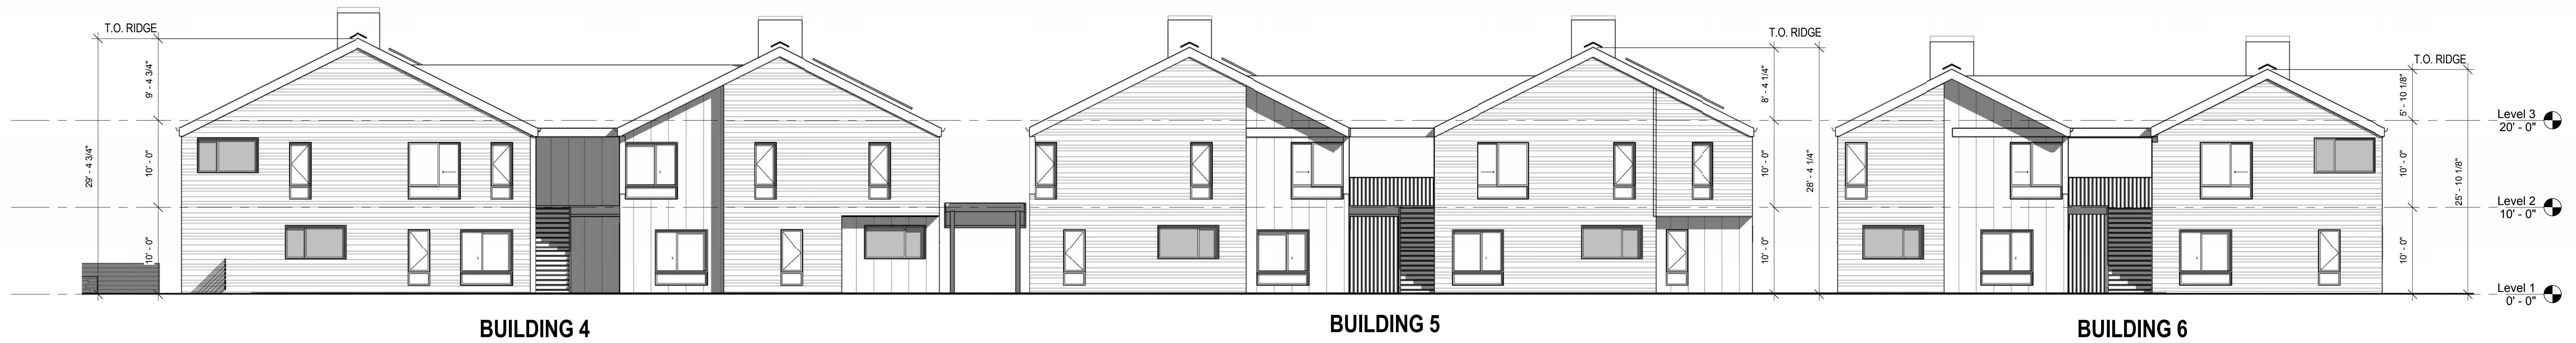 T.O. RIDGE
9' - 4 3/4"
10' - 0"
10' - 0"
29' - 4 3/4"
BUILDING 4
T.O. RIDGE
8' - 4 1/4"
10' - 0"
10' - 0"
28' - 4 1/4"
BUILDING 5
T.O. RIDGE
5' - 10 1/8"
10' - 0"
10' - 0"
25' - 10 1/8"
BUILDING 6
Level 3
20' - 0"
Level 2
10' - 0"
Level 1
0' - 0"